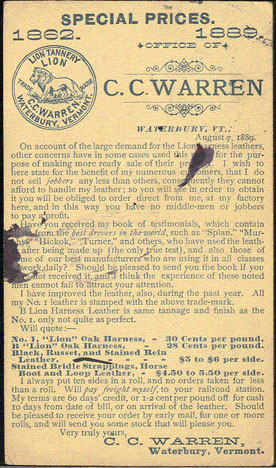 SPECIAL PRICES.
1862. 1889.
OFFICE OF
LION TANNERY
LION
TRADE MARK
C.C. WARREN
WATERBURY, VERMONT.
C. C. WARREN
WATERBURY, VT.:
August 7, 1889.
On account of the large demand for the Lion Harness leathers,
other concerns have in some cases used this for the pur-
pose of making more ready sale of their pro I wish to
here state for the benefit of my numerous omers, that I do
not sell jobbers any less than others, consequently they cannot
afford to handle my leather; so you will see in order to obtain
it you will be obliged to order direct from me, at my factory
here, and in this way you have no middle-men or jobbers
to pay a profit.
Have you received my book of testimonials, which contain
from the best drivers in the world, such as "Splan," "Mur-
" "Hickok," "Turner," and others, who have used the leath-
after being made up (the only true test), and also those of
me of our best manufacturers who are using it in all classes
work daily? Should be pleased to send you the book if you
not received it, and I think the experience of these noted
men cannot fail to attract your attention.
I have improved the leather, also, during the past year. All
my No. 1 leather is stamped with the above trade-mark.
B Lion Harness Leather is same tannage and finish as the
No. 1, only not quite as perfect.
Will quote:—
No. 1, "Lion" Oak Harness, - 30 Cents per pound.
B "Lion" Oak Harness, - 28 Cents per pound.
Black, Russet, and Stained Rein
Leather, $5 to $6 per side.
Stained Bridle Strappings, Horse
Boot and Loop Leather, - $4.50 to 5.50 per side.
I always put ten sides in a roll, and no orders taken for less
than a roll. Will pay freight myself, to your railroad station.
My terms are 60 days' credit, or 1-2 cent per pound off for cash
10 days from date of bill, or on arrival of the leather. Should
be pleased to receive your order by early mail, for one or more
rolls, and will send you some stock that will please you.
Very truly yours,
C. C. WARREN,
Waterbury, Vermont.